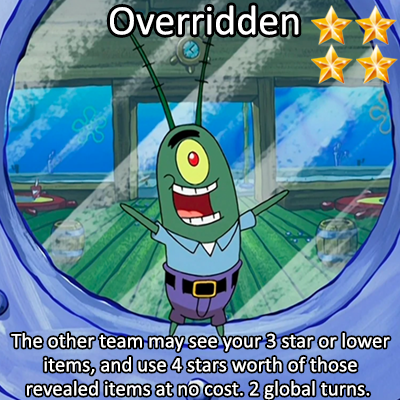 Overridden
The other team may see your 3 star or lower
items, and use 4 stars worth of those
revealed items at no cost. 2 global turns.